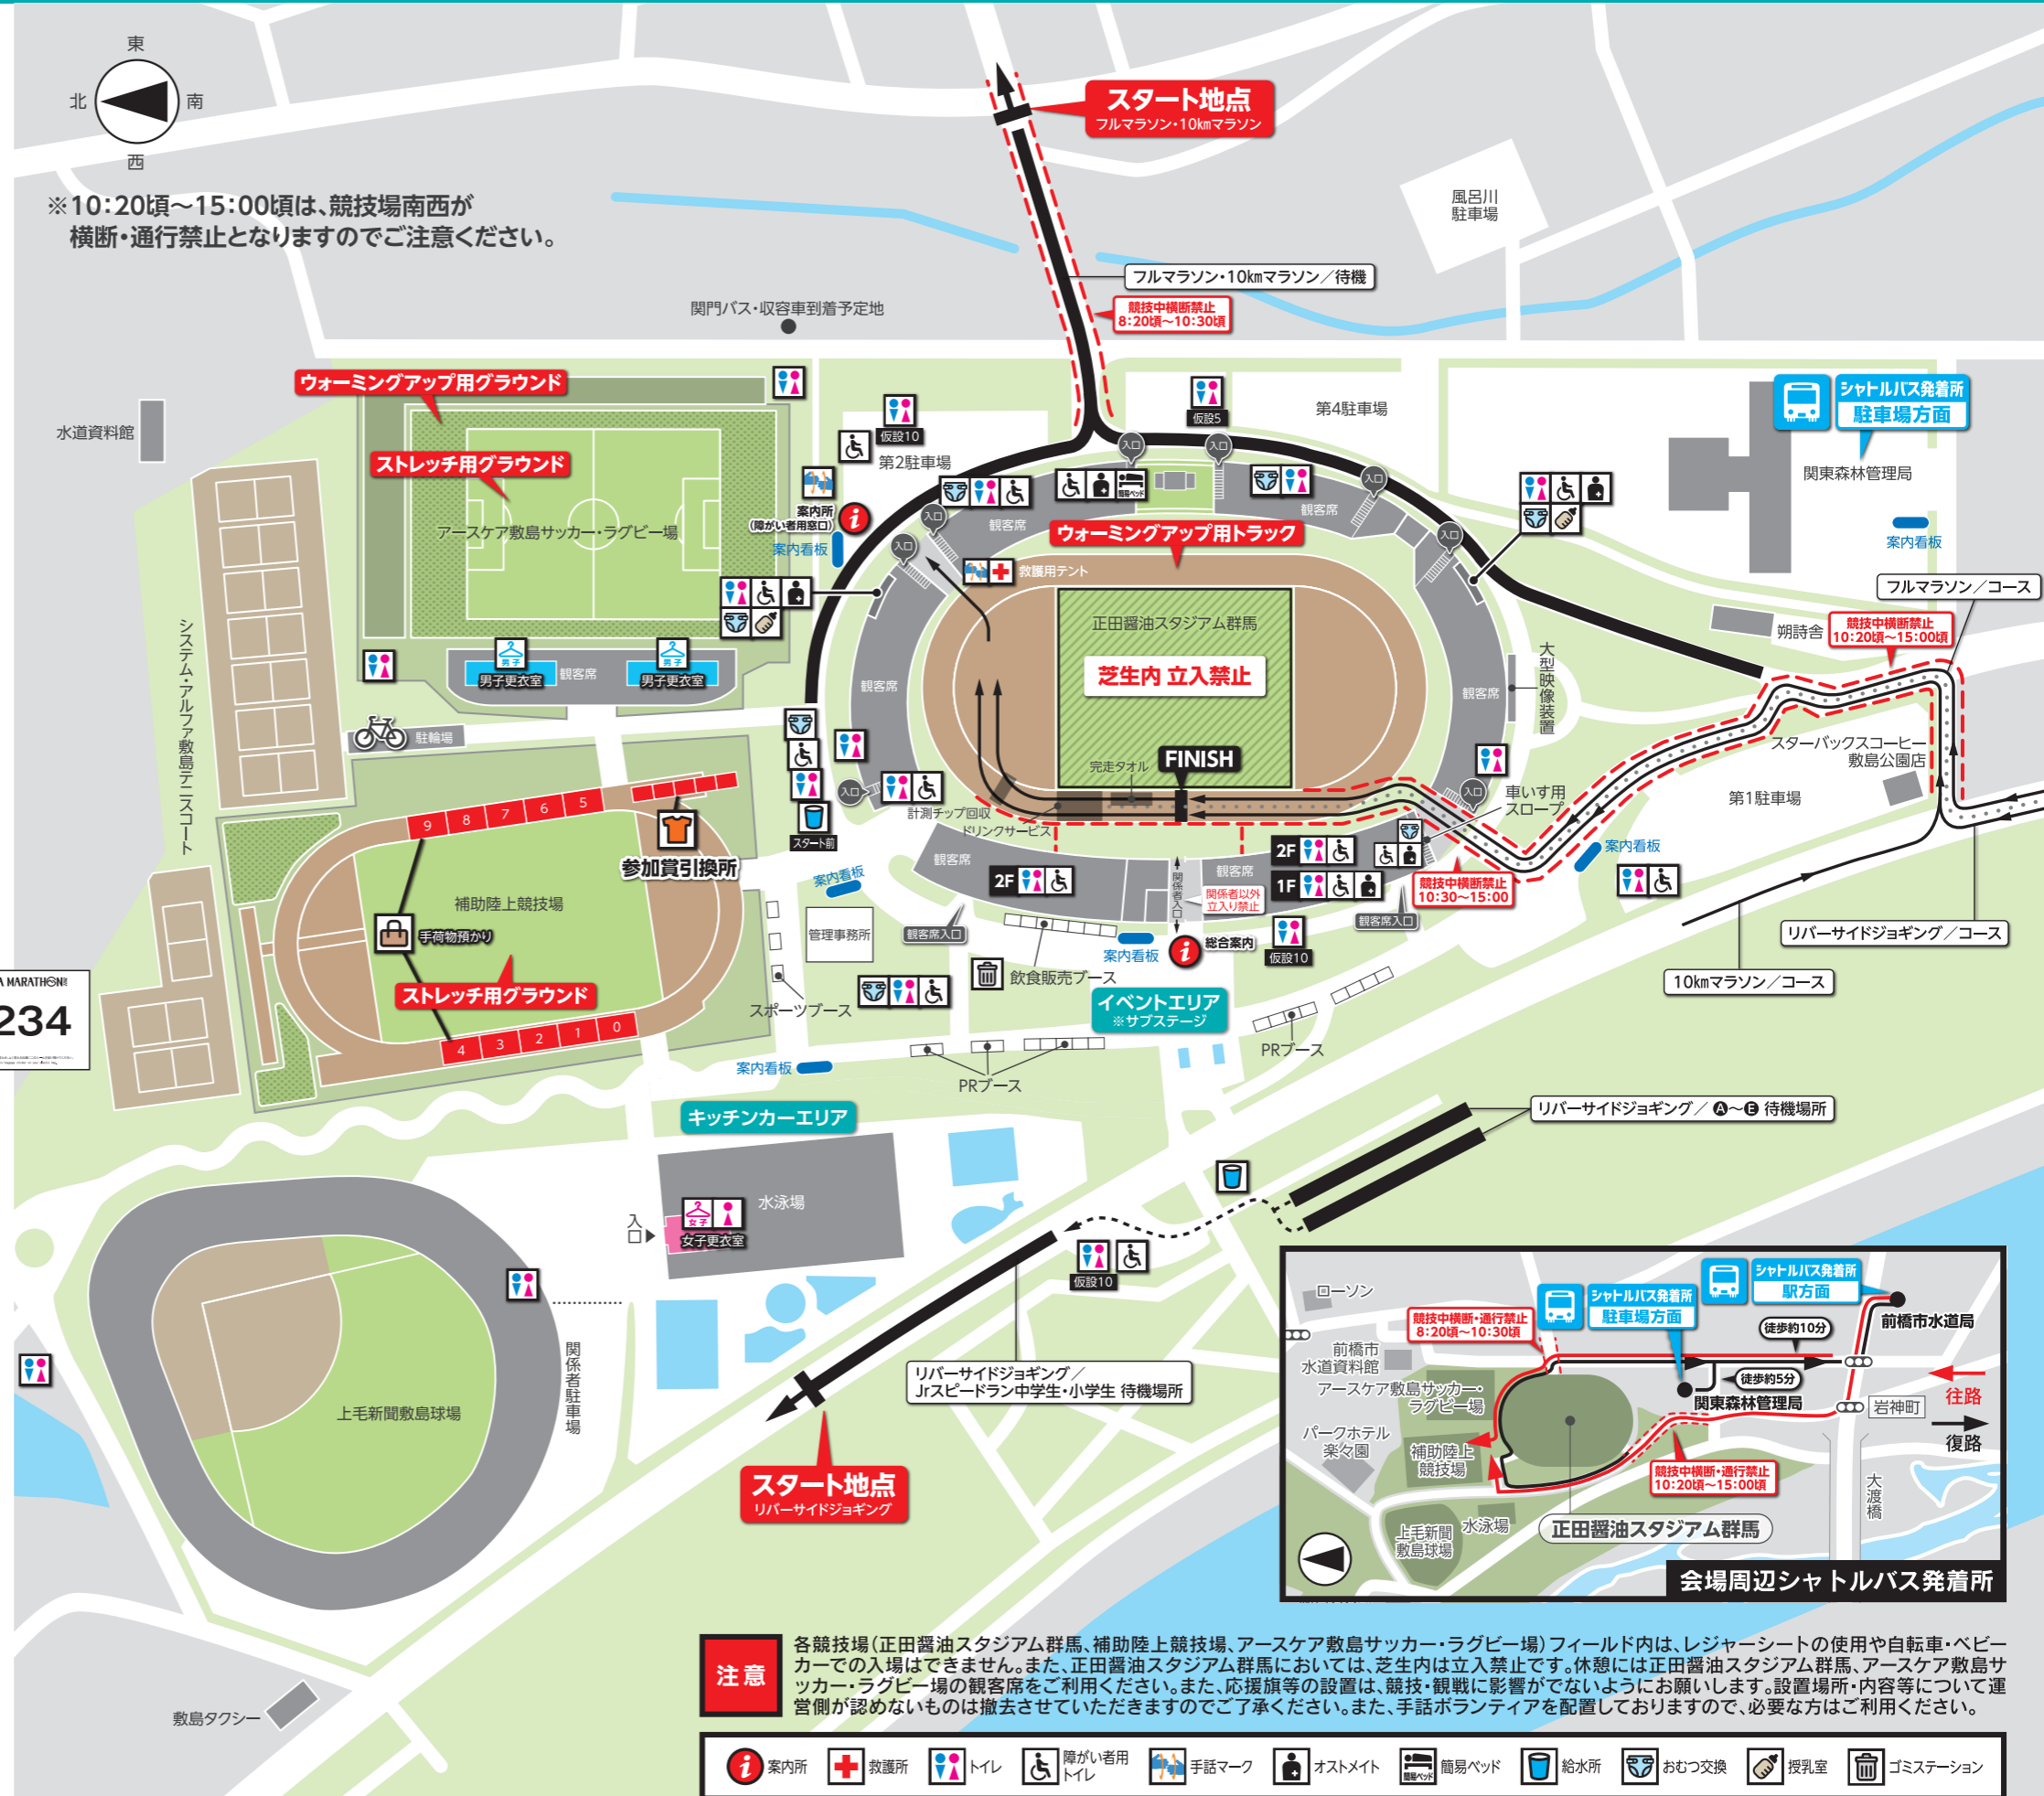 東
北
南
西
※10：20頃～15：00頃は、競技場南西が
横断・通行禁止となりますのでご注意ください。
スタート地点
フルマラソン・10kmマラソン
風呂川
駐車場
フルマラソン・10kmマラソン／待機
競技中横断禁止
8：20頃～10：30頃
関門バス・収容車到着予定地
ウォーミングアップ用グラウンド
水道資料館
ストレッチ用グラウンド
アースケア敷島サッカー・ラグビー場
仮設10
第2駐車場
仮設5
第4駐車場
シャトルバス発着所
駐車場方面
関東森林管理局
案内看板
案内所
(障がい者用窓口)
案内看板
入口
入口
入口
入口
入口
入口
簡易ベッド
観客席
観客席
ウォーミングアップ用トラック
救護用テント
正田醤油スタジアム群馬
芝生内 立入禁止
観客席
観客席
大型映像装置
フルマラソン／コース
朔詩舎
競技中横断禁止
10：20頃～15：00頃
システム・アルファ敷島テニスコート
男子
男子更衣室
観客席
男子
男子更衣室
駐輪場
スターバックスコーヒー
敷島公園店
第1駐車場
FINISH
完走タオル
計測チップ回収
ドリンクサービス
入口
入口
車いす用
スロープ
スタート前
9
8
7
6
5
参加賞引換所
補助陸上競技場
手荷物預かり
ストレッチ用グラウンド
4
3
2
1
0
案内看板
管理事務所
スポーツブース
観客席
2F
観客席入口
関係者入口
観客席
関係者以外
立入り禁止
2F
1F
競技中横断禁止
10：30～15：00
観客席入口
案内看板
案内看板
総合案内
仮設10
飲食販売ブース
イベントエリア
※サブステージ
PRブース
PRブース
案内看板
リバーサイドジョギング／コース
10kmマラソン／コース
A MARATHON
234
キッチンカーエリア
リバーサイドジョギング／A～E 待機場所
水泳場
入口
女子
女子更衣室
仮設10
関係者駐車場
上毛新聞敷島球場
リバーサイドジョギング／
Jrスピードラン中学生・小学生 待機場所
スタート地点
リバーサイドジョギング
敷島タクシー
ローソン
シャトルバス発着所
駐車場方面
シャトルバス発着所
駅方面
競技中横断・通行禁止
8：20頃～10：30頃
前橋市水道局
徒歩約10分
前橋市
水道資料館
徒歩約5分
関東森林管理局
アースケア敷島サッカー・
ラグビー場
往路
岩神町
復路
パークホテル
楽々園
補助陸上
競技場
競技中横断・通行禁止
10：20頃～15：00頃
大渡橋
上毛新聞
敷島球場
水泳場
正田醤油スタジアム群馬
会場周辺シャトルバス発着所
注意
各競技場(正田醤油スタジアム群馬、補助陸上競技場、アースケア敷島サッカー・ラグビー場)フィールド内は、レジャーシートの使用や自転車・ベビー
カーでの入場はできません。また、正田醤油スタジアム群馬においては、芝生内は立入禁止です。休憩には正田醤油スタジアム群馬、アースケア敷島サ
ッカー・ラグビー場の観客席をご利用ください。また、応援旗等の設置は、競技・観戦に影響がでないようにお願いします。設置場所・内容等について運
営側が認めないものは撤去させていただきますのでご了承ください。また、手話ボランティアを配置しておりますので、必要な方はご利用ください。
案内所
救護所
トイレ
障がい者用
トイレ
手話マーク
オストメイト
簡易ベッド
簡易ベッド
給水所
おむつ交換
授乳室
ゴミステーション